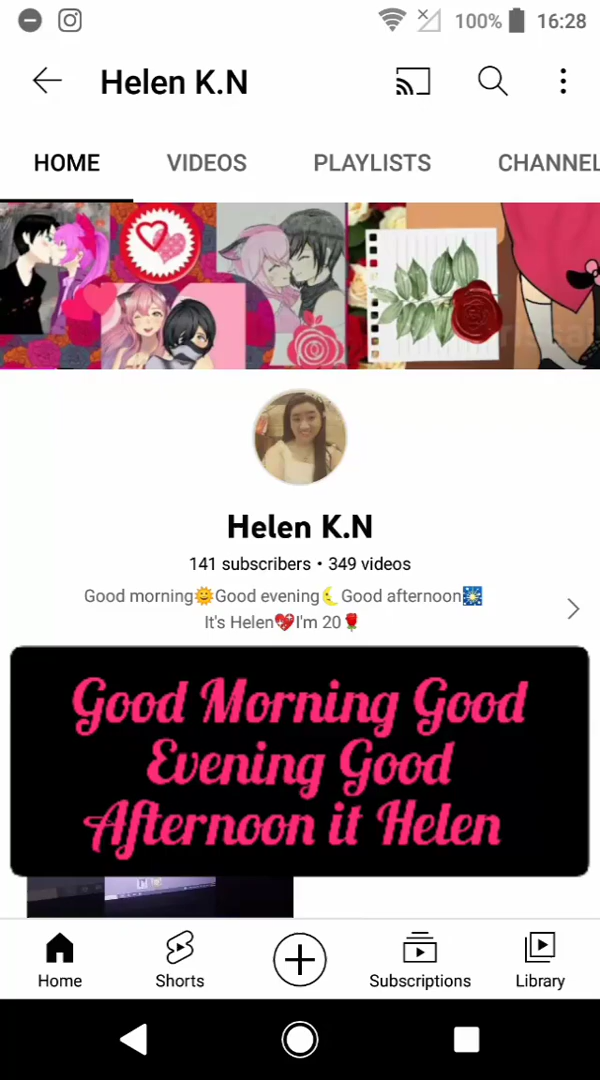 100% 16:28
Helen K.N
HOME VIDEOS PLAYLISTS CHANNEL
Helen K.N
141 subscribers • 349 videos
Good morning🌞Good evening🌜Good afternoon🎇
It's Helen💖I'm 20🌹
Good Morning Good
Evening Good
Afternoon it Helen
Home Shorts Subscriptions Library